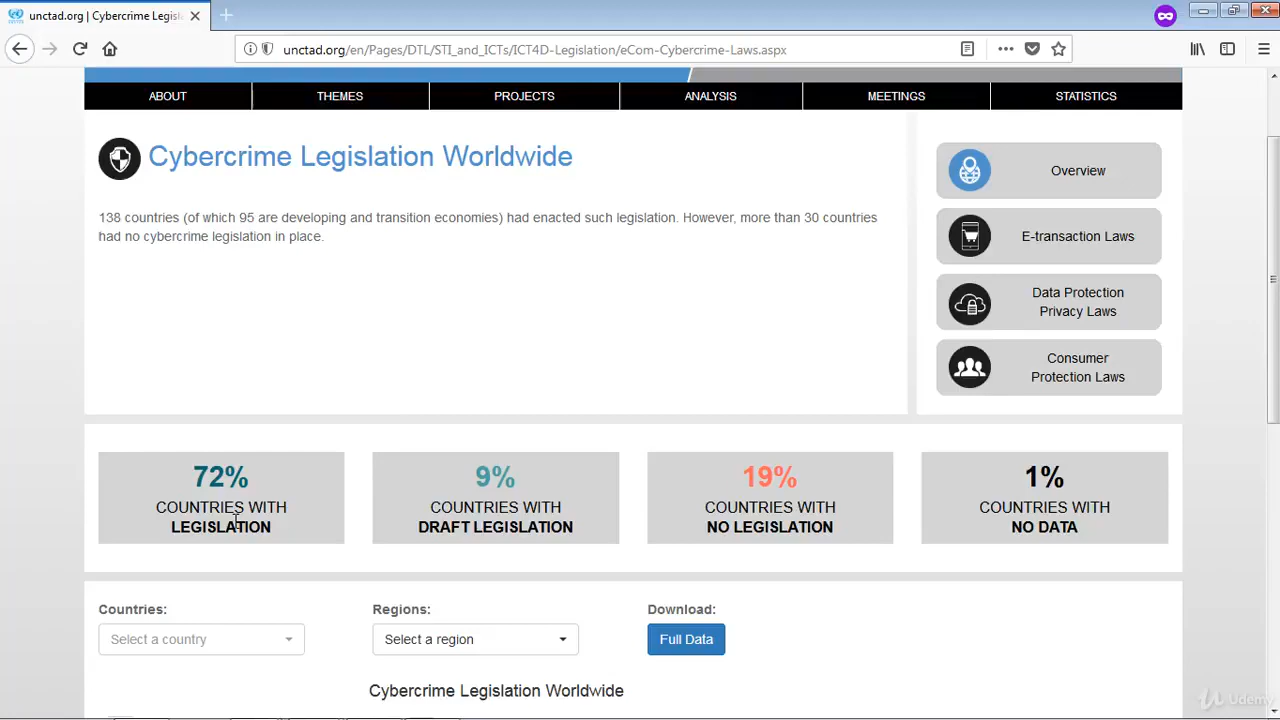 unctad.org | Cybercrime Legisl
unctad.org/en/Pages/DTL/STI_and_ICTs/ICT4D-Legislation/eCom-Cybercrime-Laws.aspx
ABOUT THEMES PROJECTS ANALYSIS MEETINGS STATISTICS
Cybercrime Legislation Worldwide
138 countries (of which 95 are developing and transition economies) had enacted such legislation. However, more than 30 countries
had no cybercrime legislation in place.
Overview
E-transaction Laws
Data Protection
Privacy Laws
Consumer
Protection Laws
72%
COUNTRIES WITH
LEGISLATION
9%
COUNTRIES WITH
DRAFT LEGISLATION
19%
COUNTRIES WITH
NO LEGISLATION
1%
COUNTRIES WITH
NO DATA
Countries:
Select a country
Regions:
Select a region
Download:
Full Data
Cybercrime Legislation Worldwide
Udemy